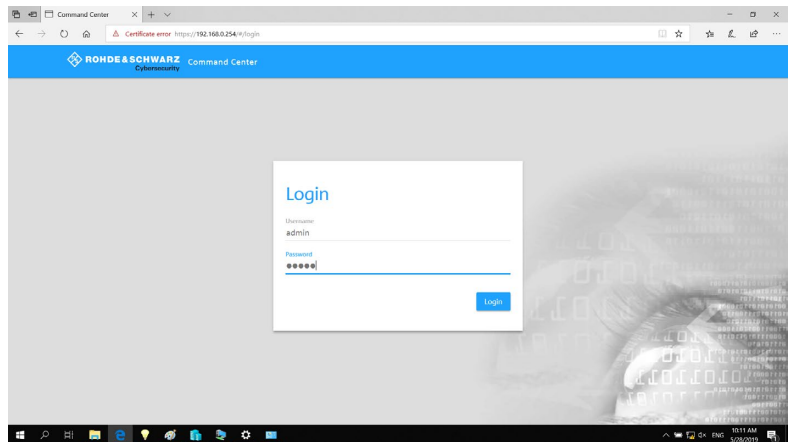 Command Center
Certificate error https://192.168.0.254/#/login
ROHDE & SCHWARZ
Cybersecurity
Command Center
Login
Username
admin
Password
Login
ENG
10:11 AM
5/28/2019